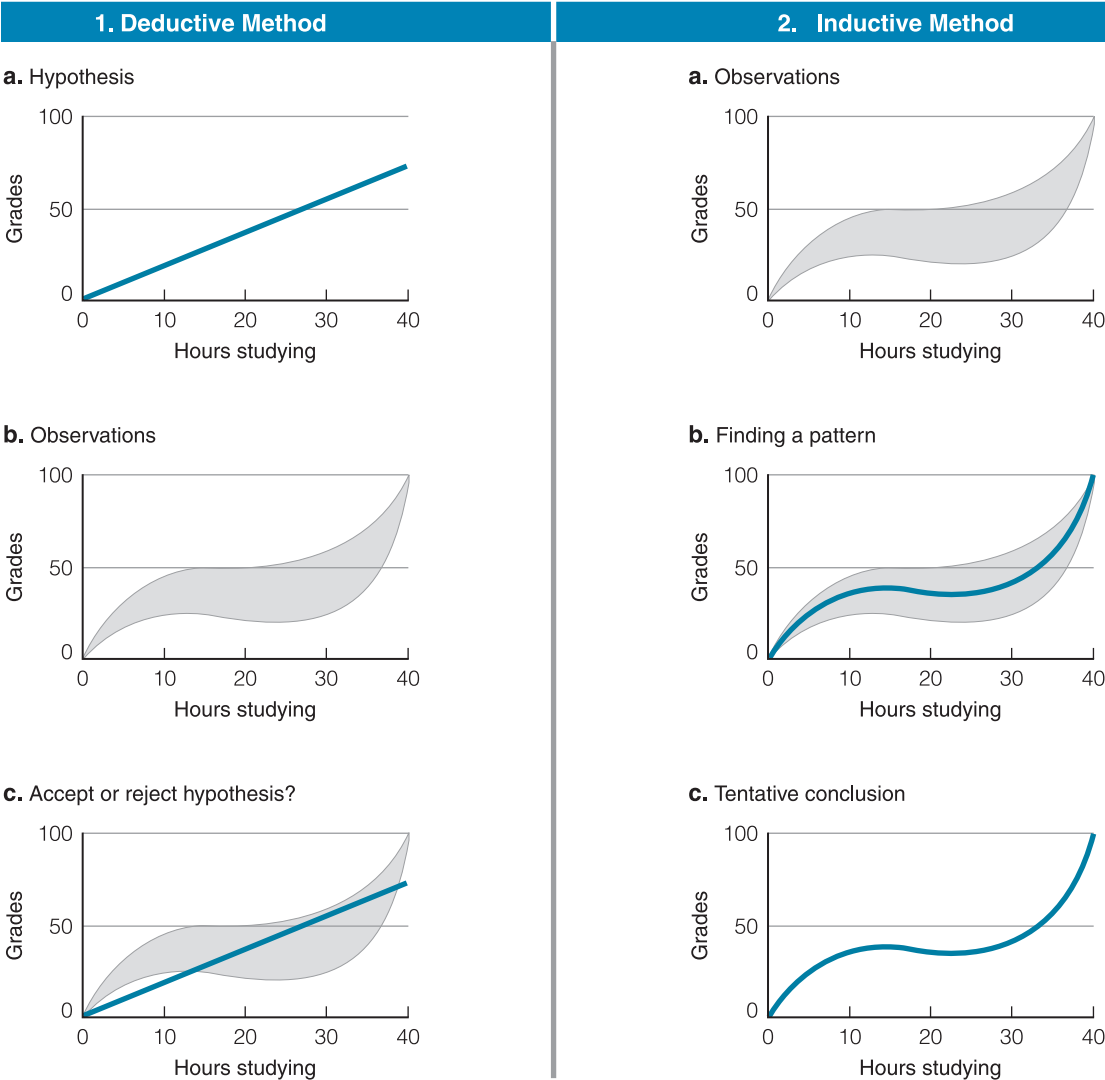 1. Deductive Method
a. Hypothesis
100
50
0
Grades
0 10 20 30 40
Hours studying
b. Observations
100
50
0
Grades
0 10 20 30 40
Hours studying
c. Accept or reject hypothesis?
100
50
0
Grades
0 10 20 30 40
Hours studying
2. Inductive Method
a. Observations
100
50
0
Grades
0 10 20 30 40
Hours studying
b. Finding a pattern
100
50
0
Grades
0 10 20 30 40
Hours studying
c. Tentative conclusion
100
50
0
Grades
0 10 20 30 40
Hours studying